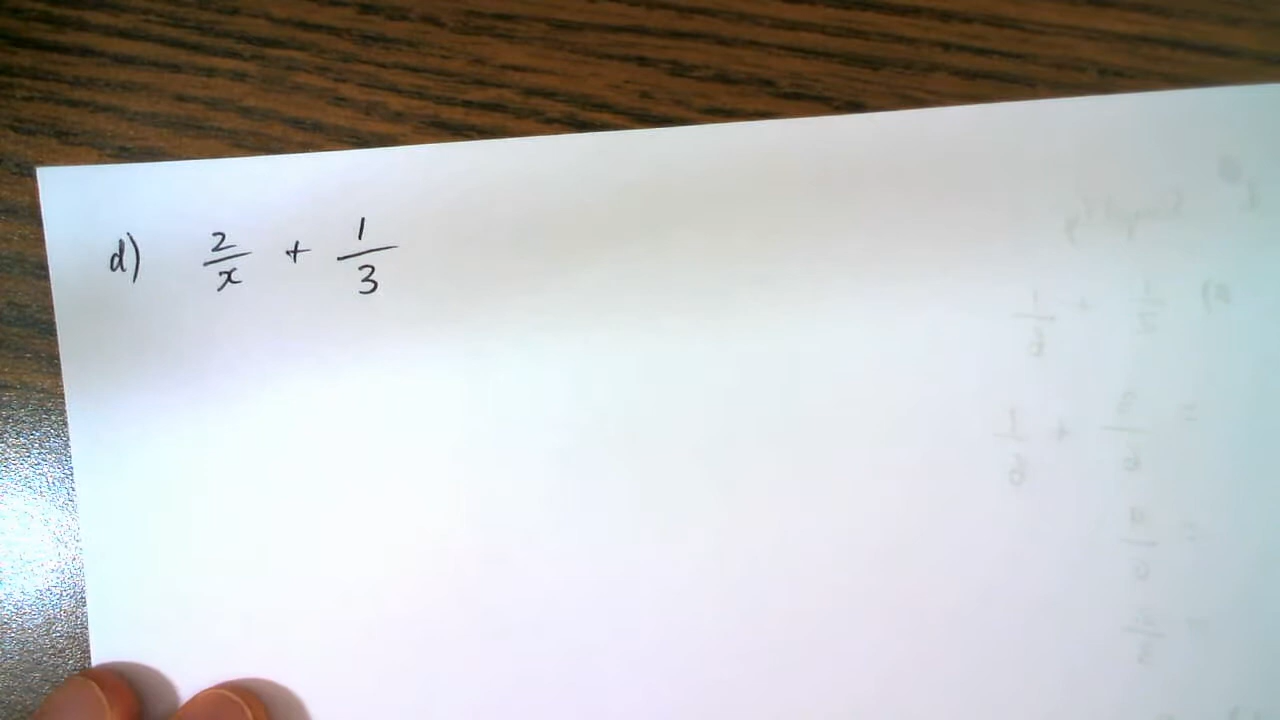 d) 2/x + 1/3